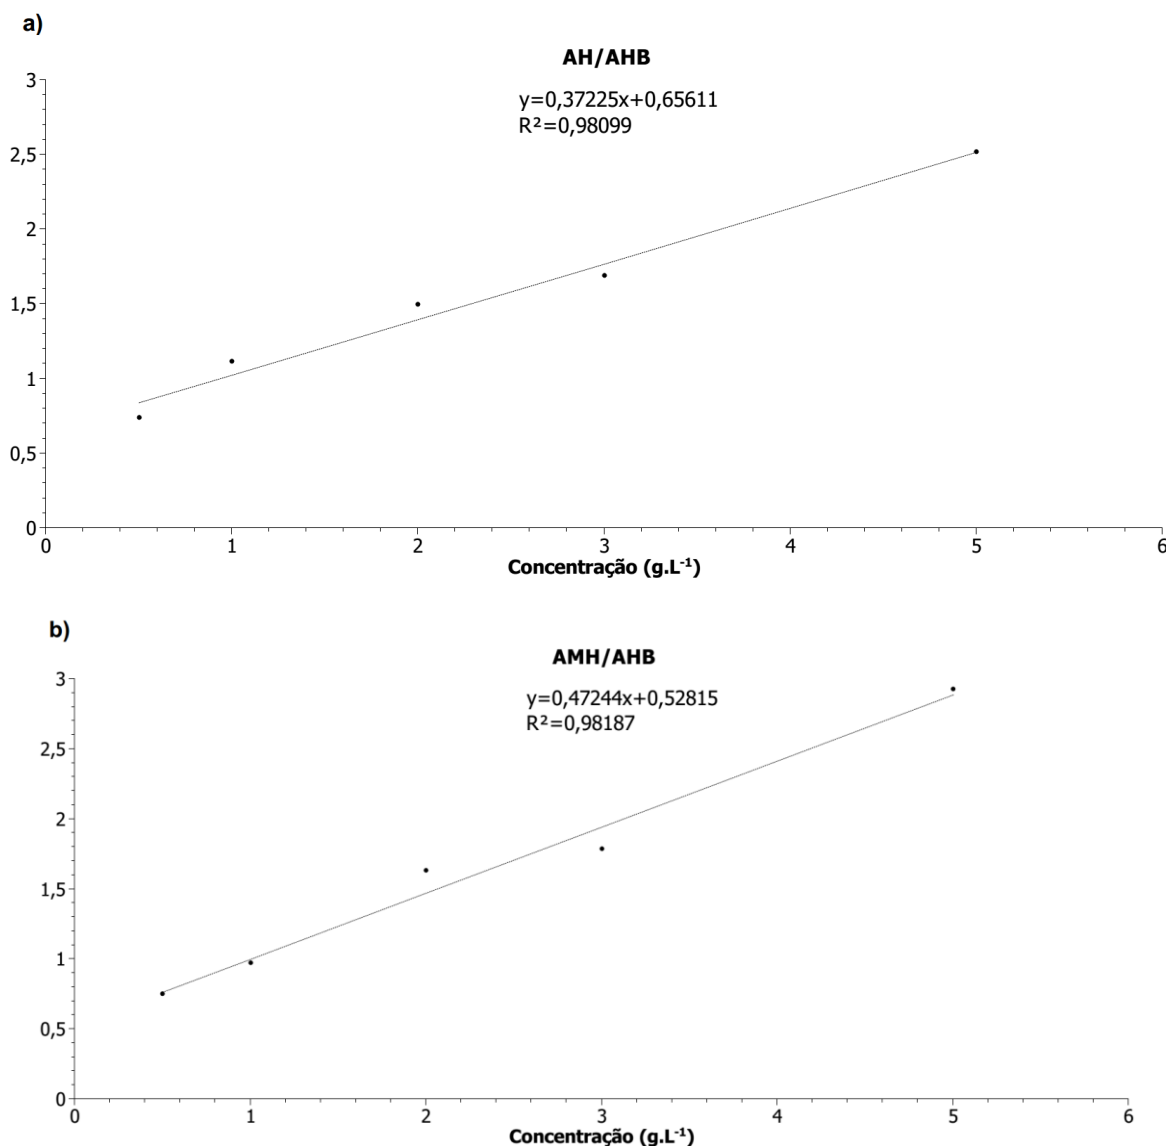 a)
AH/AHB
y=0,37225x+0,65611
R²=0,98099
3
2,5
2
1,5
1
0,5
0
0 1 2 3 4 5 6
Concentração (g.L⁻¹)
b)
AMH/AHB
y=0,47244x+0,52815
R²=0,98187
3
2,5
2
1,5
1
0,5
0
0 1 2 3 4 5 6
Concentração (g.L⁻¹)